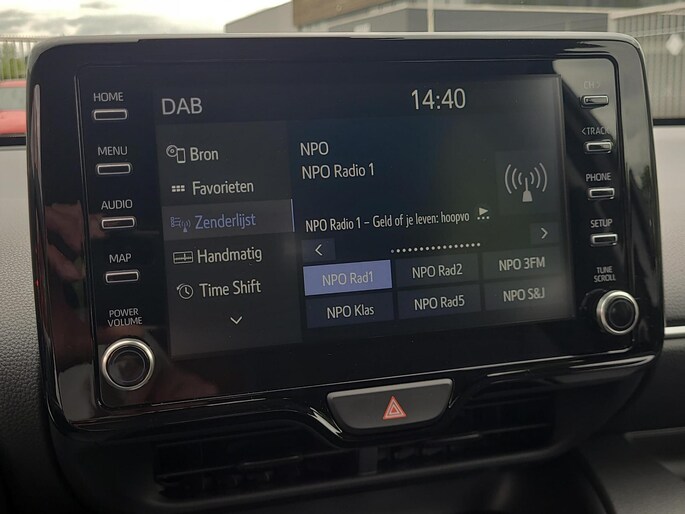 HOME
MENU
AUDIO
MAP
POWER
VOLUME
DAB
14:40
Bron
Favorieten
Zenderlijst
Handmatig
Time Shift
NPO
NPO Radio 1
NPO Radio 1 – Geld of je leven: hoopvo
NPO Rad1
NPO Rad2
NPO 3FM
NPO Klas
NPO Rad5
NPO S&J
<TRACK
PHONE
SETUP
TUNE
SCROLL